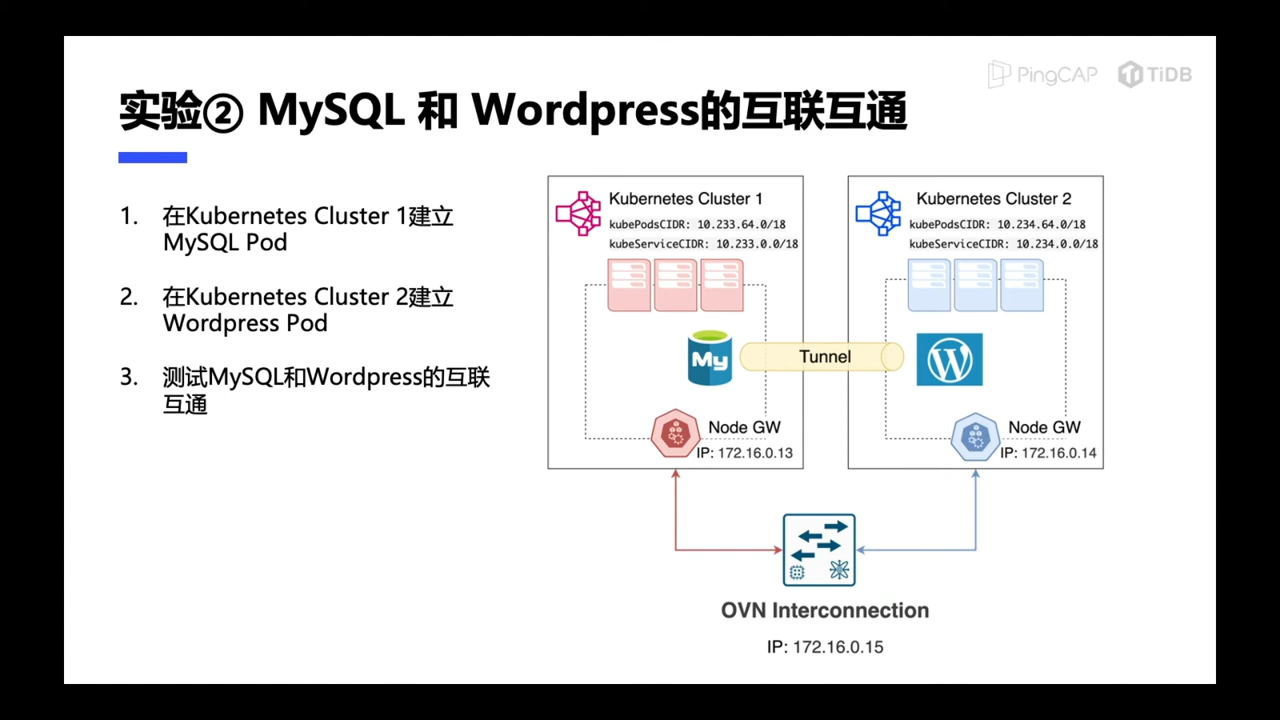 PingCAP TiDB
实验② MySQL 和 Wordpress的互联互通
1. 在Kubernetes Cluster 1建立
MySQL Pod
2. 在Kubernetes Cluster 2建立
Wordpress Pod
3. 测试MySQL和Wordpress的互联
互通
Kubernetes Cluster 1
kubePodsCIDR: 10.233.64.0/18
kubeServiceCIDR: 10.233.0.0/18
My
Node GW
IP: 172.16.0.13
Tunnel
Kubernetes Cluster 2
kubePodsCIDR: 10.234.64.0/18
kubeServiceCIDR: 10.234.0.0/18
W
Node GW
IP: 172.16.0.14
OVN Interconnection
IP: 172.16.0.15